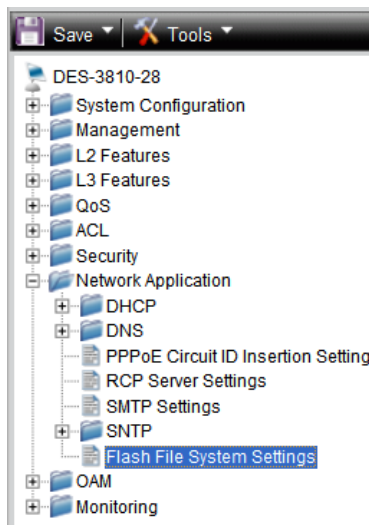 Save Tools
DES-3810-28
System Configuration
Management
L2 Features
L3 Features
QoS
ACL
Security
Network Application
DHCP
DNS
PPPoE Circuit ID Insertion Setting
RCP Server Settings
SMTP Settings
SNTP
Flash File System Settings
OAM
Monitoring